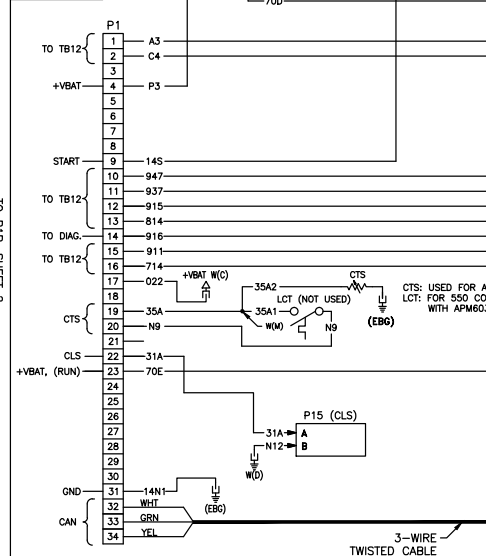 70D
P1
TO TB12 1 A3
2 C4
3
+VBAT 4 P3
5
6
7
8
START 9 14S
TO TB12 10 947
11 937
12 915
13 814
TO DIAG. 14 916
TO TB12 15 911
16 714
17 022 +VBAT W(C)
18
CTS 19 35A
20 N9
21
CLS 22 31A
+VBAT, (RUN) 23 70E
24
25
26
27
28
29
30
GND 31 14N1
CAN 32 WHT
33 GRN
34 YEL
CTS
35A2
LCT (NOT USED)
35A1
W(M) N9
(EBG)
CTS: USED FOR A
LCT: FOR 550 CO
WITH APM603
P15 (CLS)
31A A
N12 B
W(D)
(EBG)
3-WIRE
TWISTED CABLE